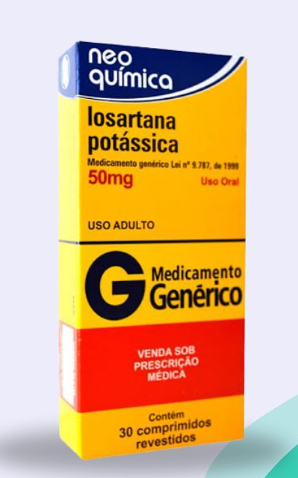 neo
química
losartana
potássica
Medicamento genérico Lei nº 9.787, de 1999
50mg
Uso Oral
USO ADULTO
G Medicamento
Genérico
VENDA SOB
PRESCRIÇÃO
MÉDICA
Contém
30 comprimidos
revestidos